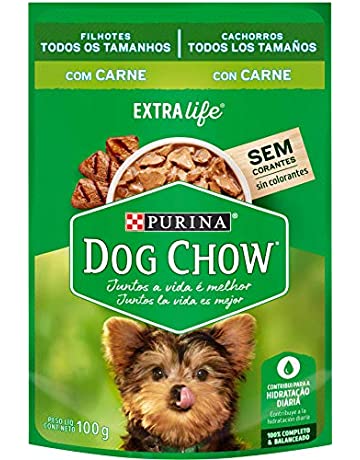 FILHOTES
TODOS OS TAMANHOS
CACHORROS
TODOS LOS TAMAÑOS
COM CARNE
CON CARNE
EXTRA life®
SEM
CORANTES
sin colorantes
PURINA®
DOG CHOW®
Juntos a vida é melhor
Juntos la vida es mejor
CONTRIBUI PARA A
HIDRATAÇÃO
DIÁRIA
Contribuye a la
hidratación diaria
PESO LÍQ.
CONT. NETO
100g
100% COMPLETO
& BALANCEADO